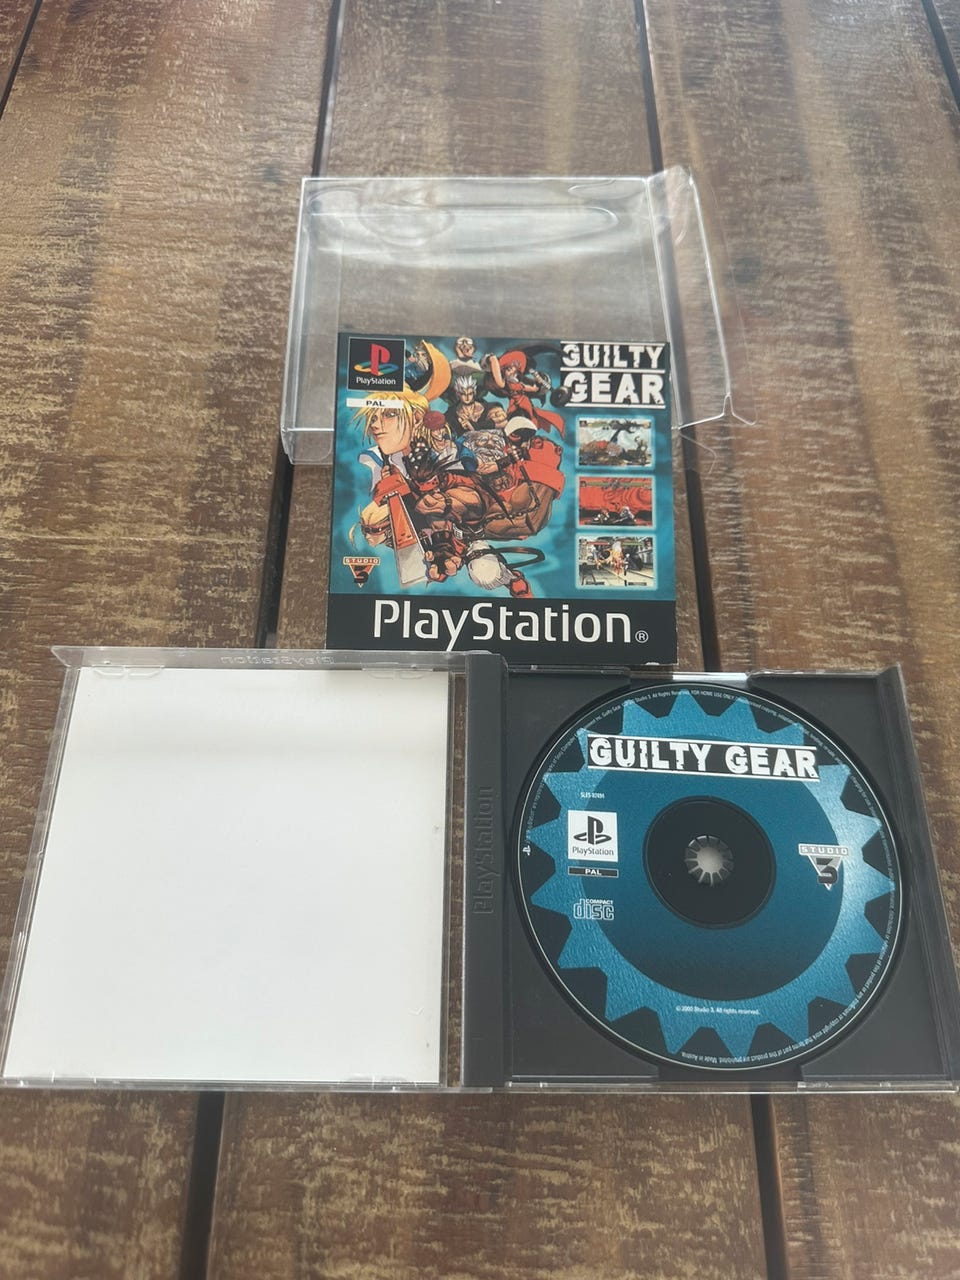 PlayStation
PAL
GUILTY
GEAR
STUDIO
3
PlayStation®
PlayStation
PlayStation
GUILTY GEAR
PlayStation
PAL
STUDIO
3
COMPACT
disc
© 2000 Studio 3. All rights reserved.